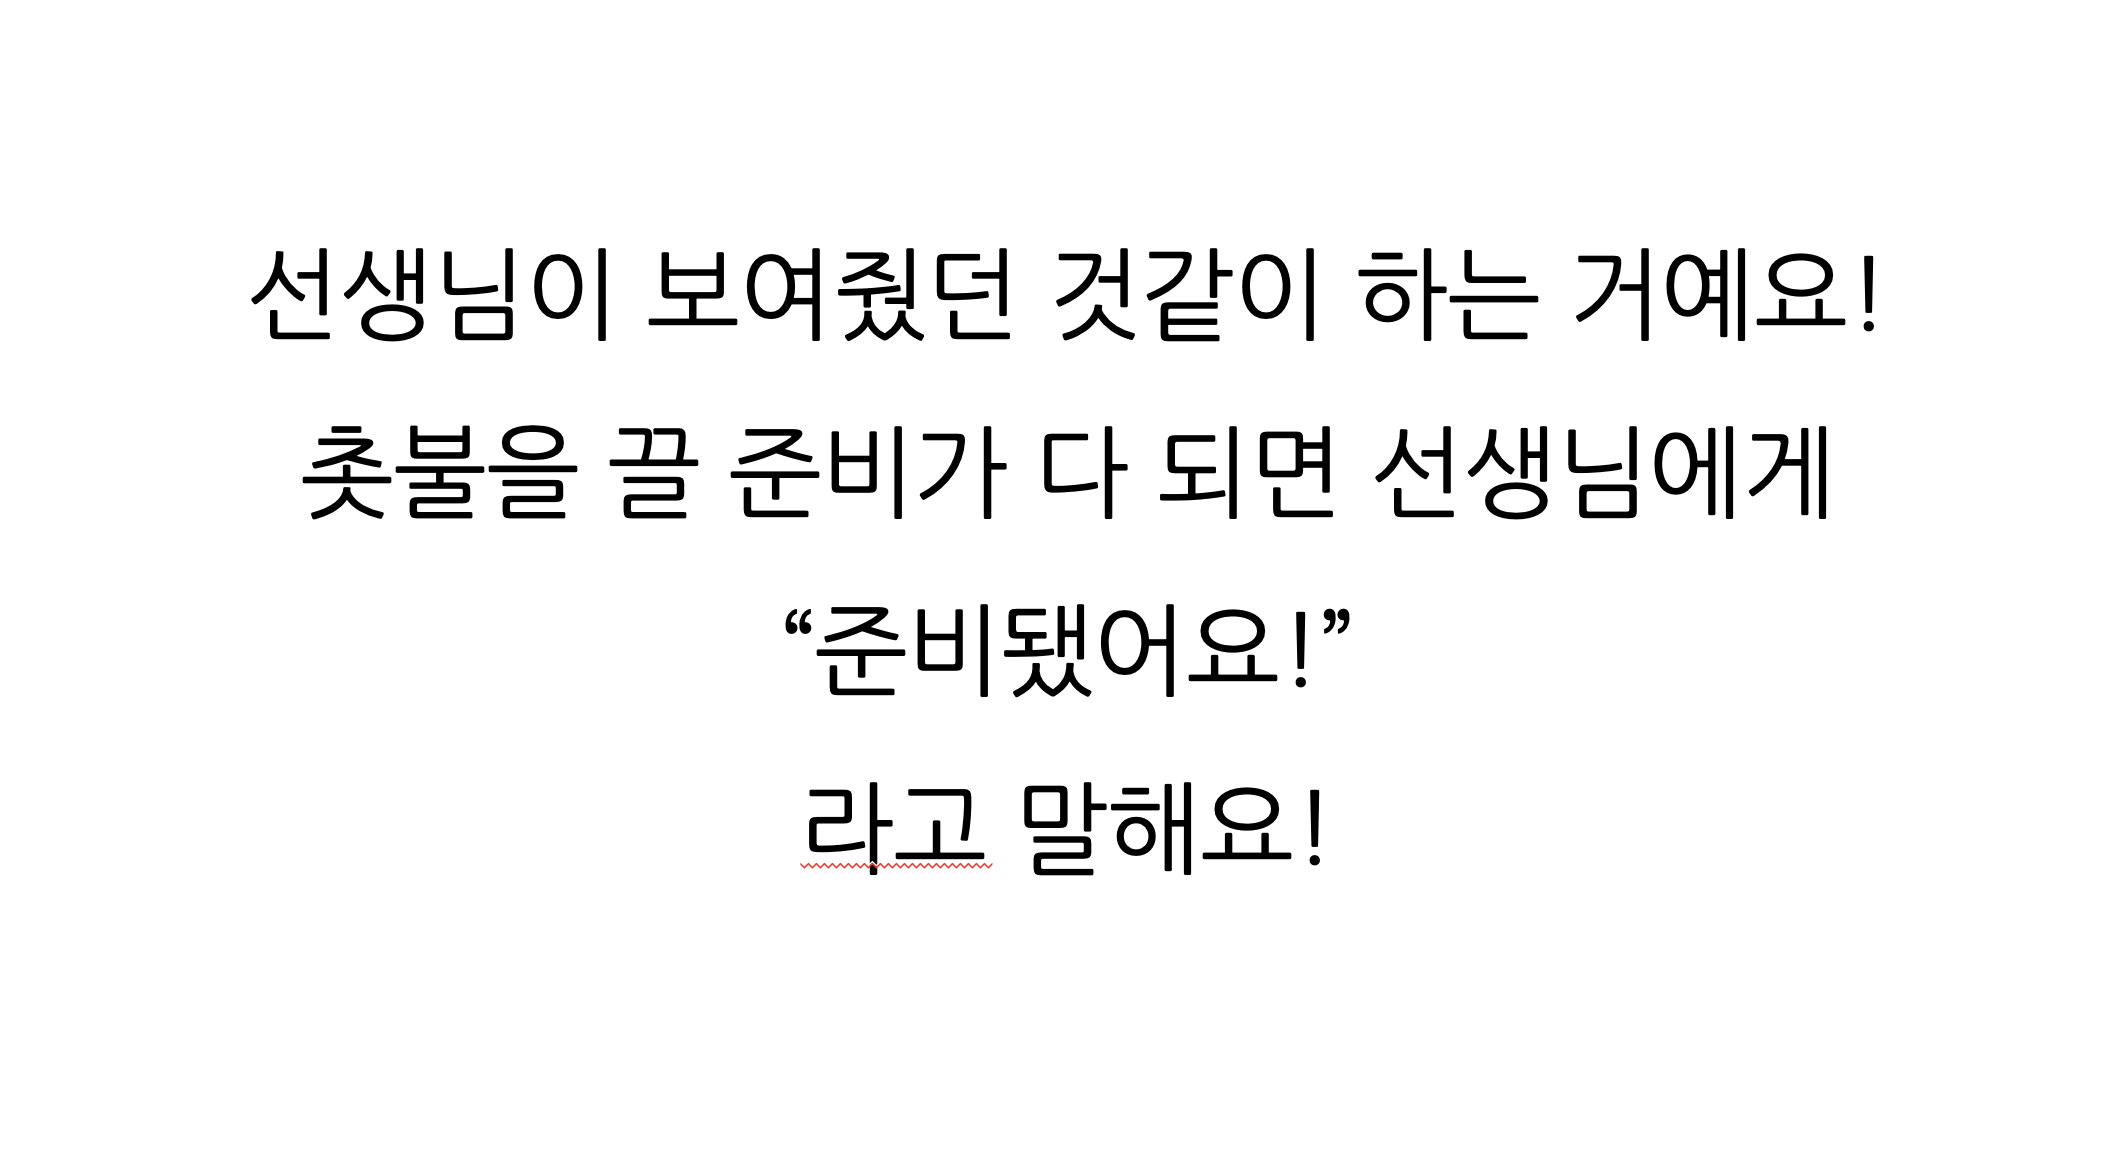 선생님이 보여줬던 것같이 하는 거예요!
촛불을 끌 준비가 다 되면 선생님에게
“준비됐어요!”
라고 말해요!